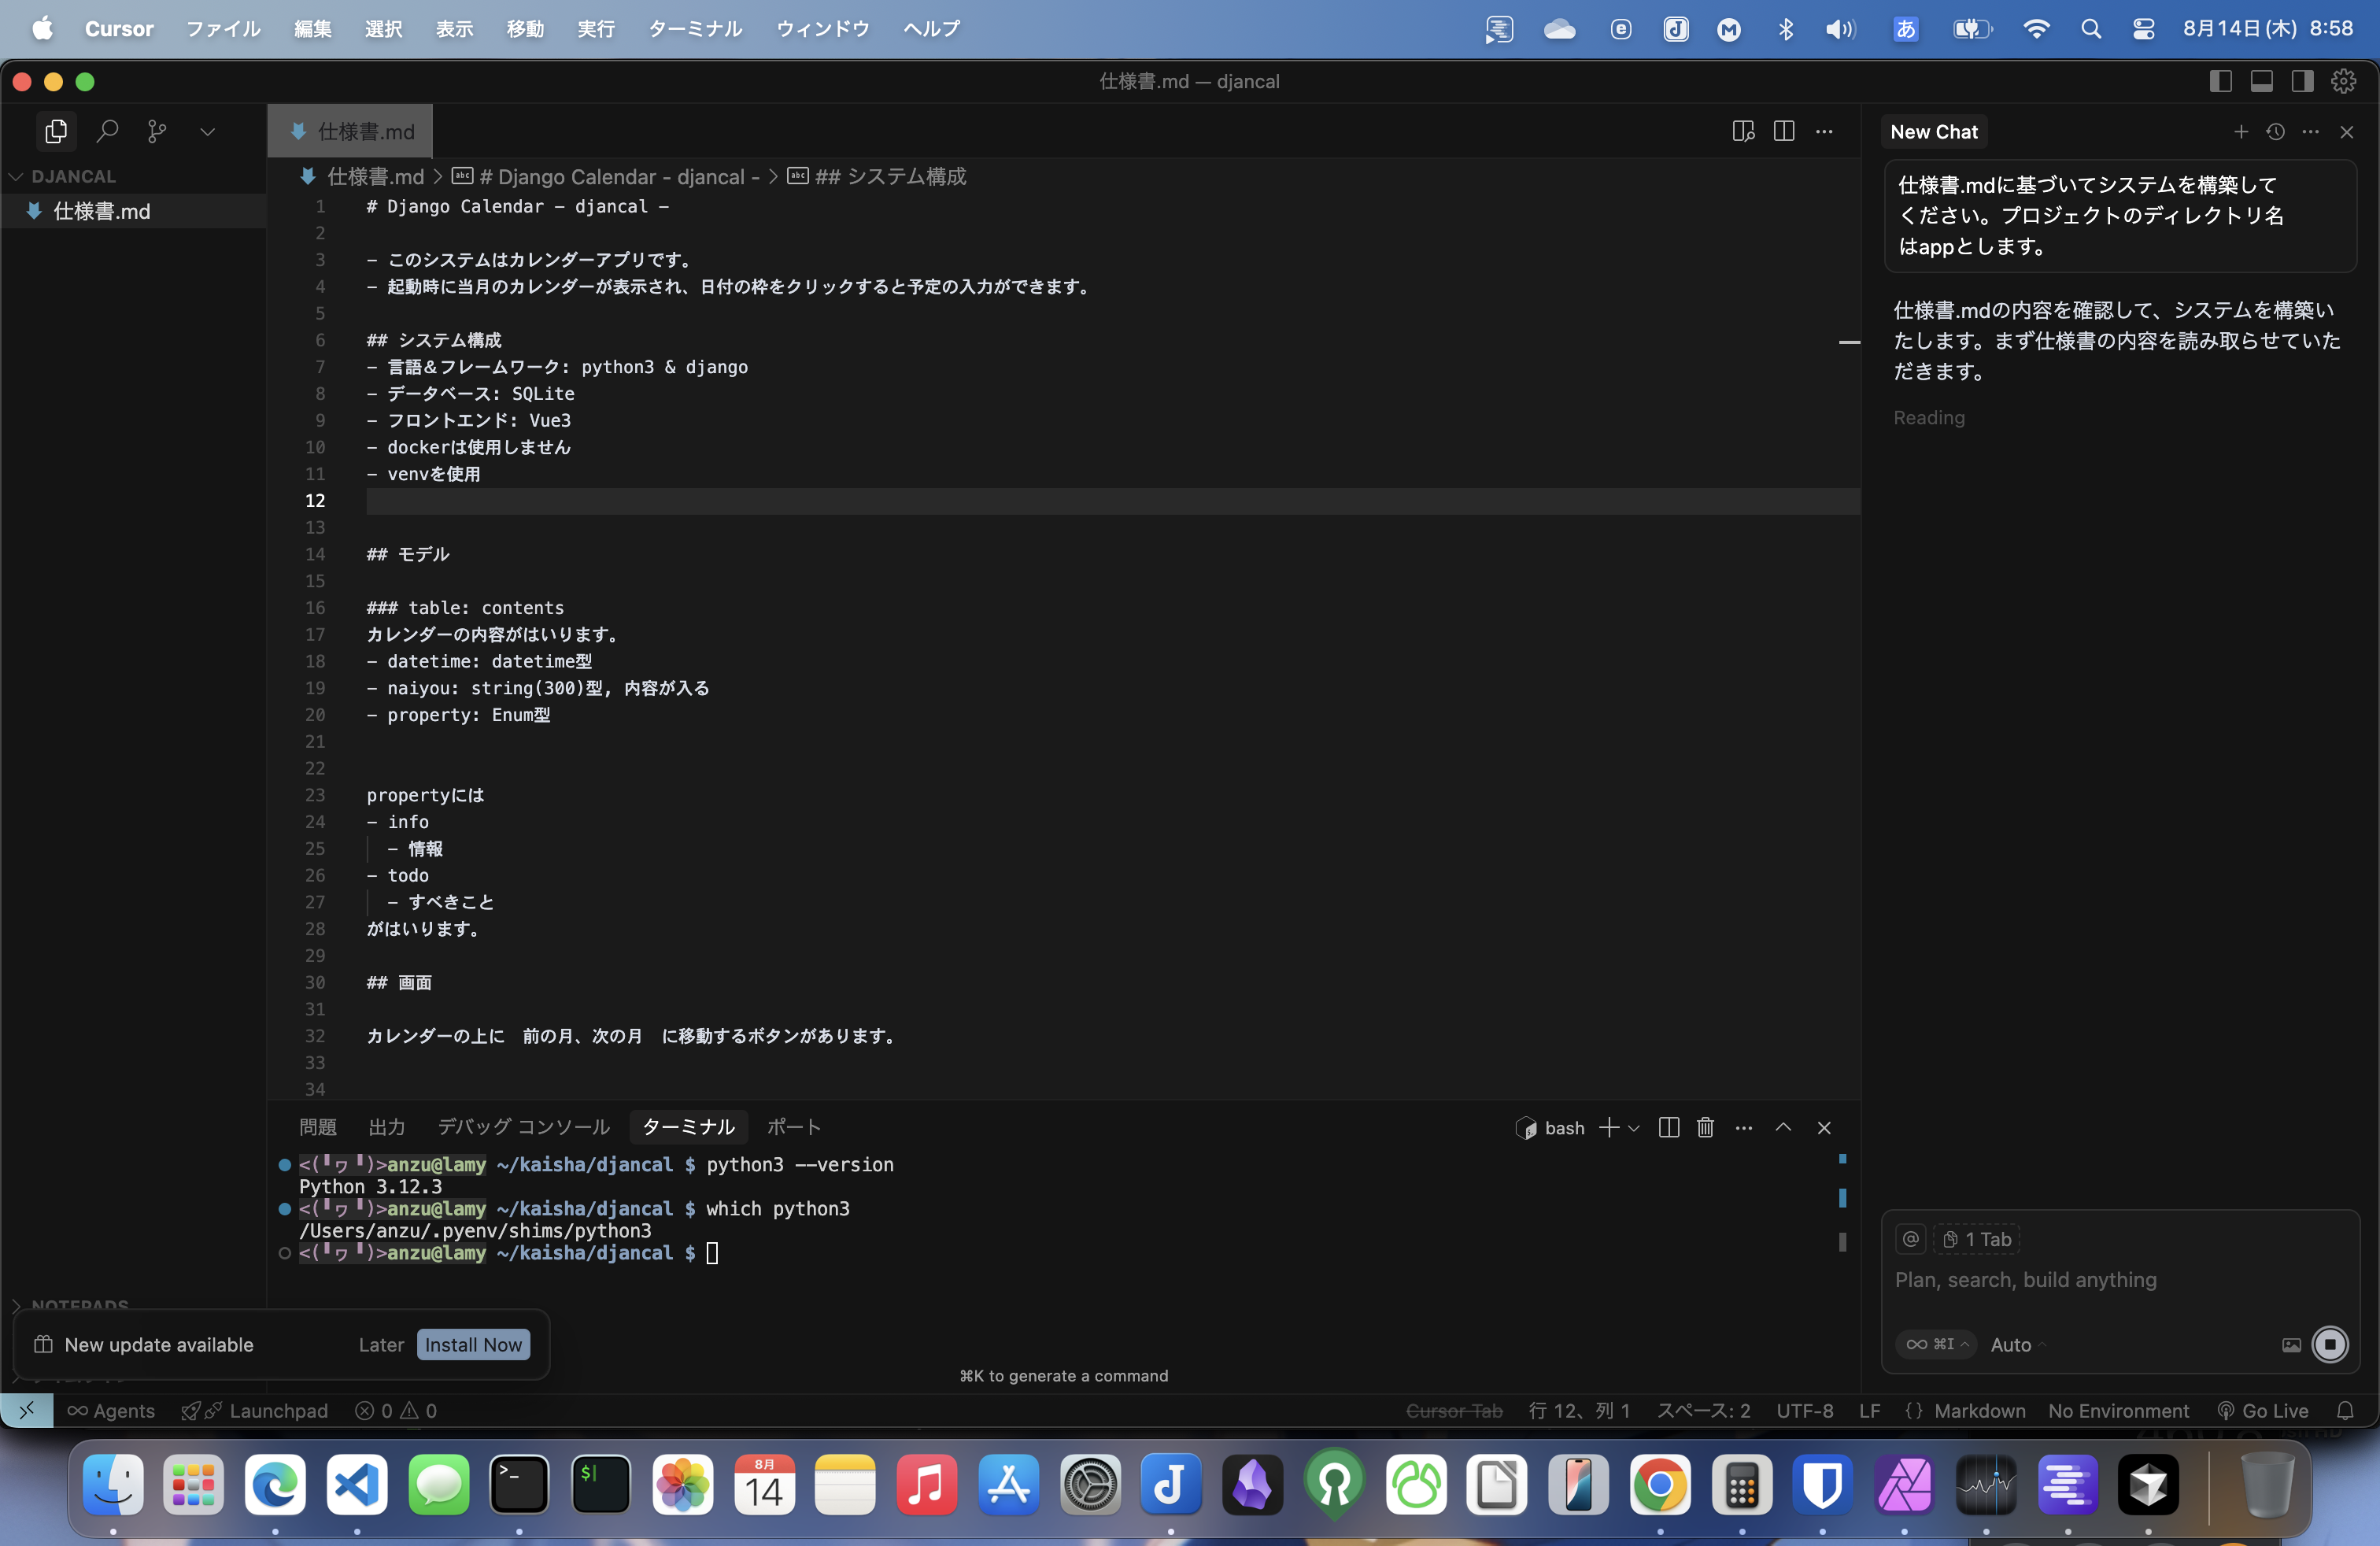 Cursor ファイル 編集 選択 表示 移動 実行 ターミナル ウィンドウ ヘルプ
あ 8月14日(木) 8:58
仕様書.md — djancal
仕様書.md
New Chat
DJANCAL
仕様書.md
仕様書.md > # Django Calendar - djancal - > ## システム構成
1 # Django Calendar - djancal -
2
3 - このシステムはカレンダーアプリです。
4 - 起動時に当月のカレンダーが表示され、日付の枠をクリックすると予定の入力ができます。
5
6 ## システム構成
7 - 言語&フレームワーク: python3 & django
8 - データベース: SQLite
9 - フロントエンド: Vue3
10 - dockerは使用しません
11 - venvを使用
12
13
14 ## モデル
15
16 ### table: contents
17 カレンダーの内容がはいります。
18 - datetime: datetime型
19 - naiyou: string(300)型, 内容が入る
20 - property: Enum型
21
22
23 propertyには
24 - info
25 - 情報
26 - todo
27 - すべきこと
28 がはいります。
29
30 ## 画面
31
32 カレンダーの上に　前の月、次の月　に移動するボタンがあります。
33
34
仕様書.mdに基づいてシステムを構築して
ください。プロジェクトのディレクトリ名
はappとします。
仕様書.mdの内容を確認して、システムを構築い
たします。まず仕様書の内容を読み取らせていた
だきます。
Reading
問題 出力 デバッグ コンソール ターミナル ポート
bash
<(╹ヮ╹)>anzu@lamy ~/kaisha/djancal $ python3 --version
Python 3.12.3
<(╹ヮ╹)>anzu@lamy ~/kaisha/djancal $ which python3
/Users/anzu/.pyenv/shims/python3
<(╹ヮ╹)>anzu@lamy ~/kaisha/djancal $
⌘K to generate a command
@ 1 Tab
Plan, search, build anything
∞ ⌘I Auto
NOTEPADS
New update available Later Install Now
Agents Launchpad 0 0
Cursor Tab 行 12、列 1 スペース: 2 UTF-8 LF {} Markdown No Environment Go Live
8月
14